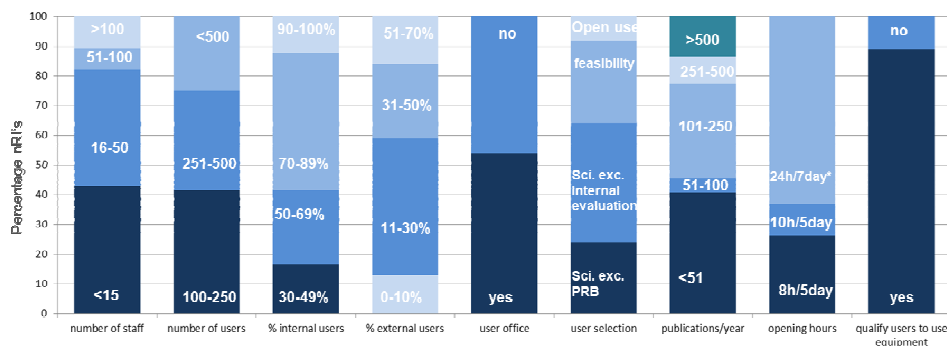 Percentage nRI's
100
90
80
70
60
50
40
30
20
10
0
>100
51-100
16-50
<15
number of staff
<500
251-500
100-250
number of users
90-100%
70-89%
50-69%
30-49%
% internal users
51-70%
31-50%
11-30%
0-10%
% external users
no
yes
user office
Open use
feasibility
Sci. exc.
Internal
evaluation
Sci. exc.
PRB
user selection
>500
251-500
101-250
51-100
<51
publications/year
24h/7day*
10h/5day
8h/5day
opening hours
no
yes
qualify users to use
equipment